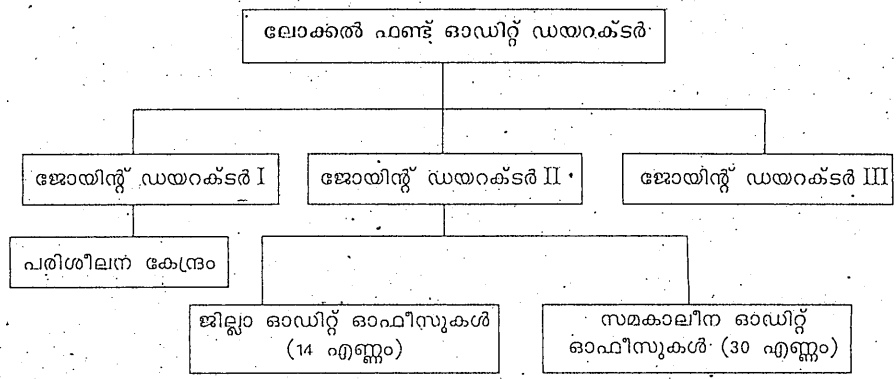 ലോക്കൽ ഫണ്ട് ഓഡിറ്റ് ഡയറക്ടർ
ജോയിന്റ് ഡയറക്ടർ I
ജോയിന്റ് ഡയറക്ടർ II
ജോയിന്റ് ഡയറക്ടർ III
പരിശീലന കേന്ദ്രം
ജില്ലാ ഓഡിറ്റ് ഓഫീസുകൾ
(14 എണ്ണം)
സമകാലീന ഓഡിറ്റ്
ഓഫീസുകൾ (30 എണ്ണം)